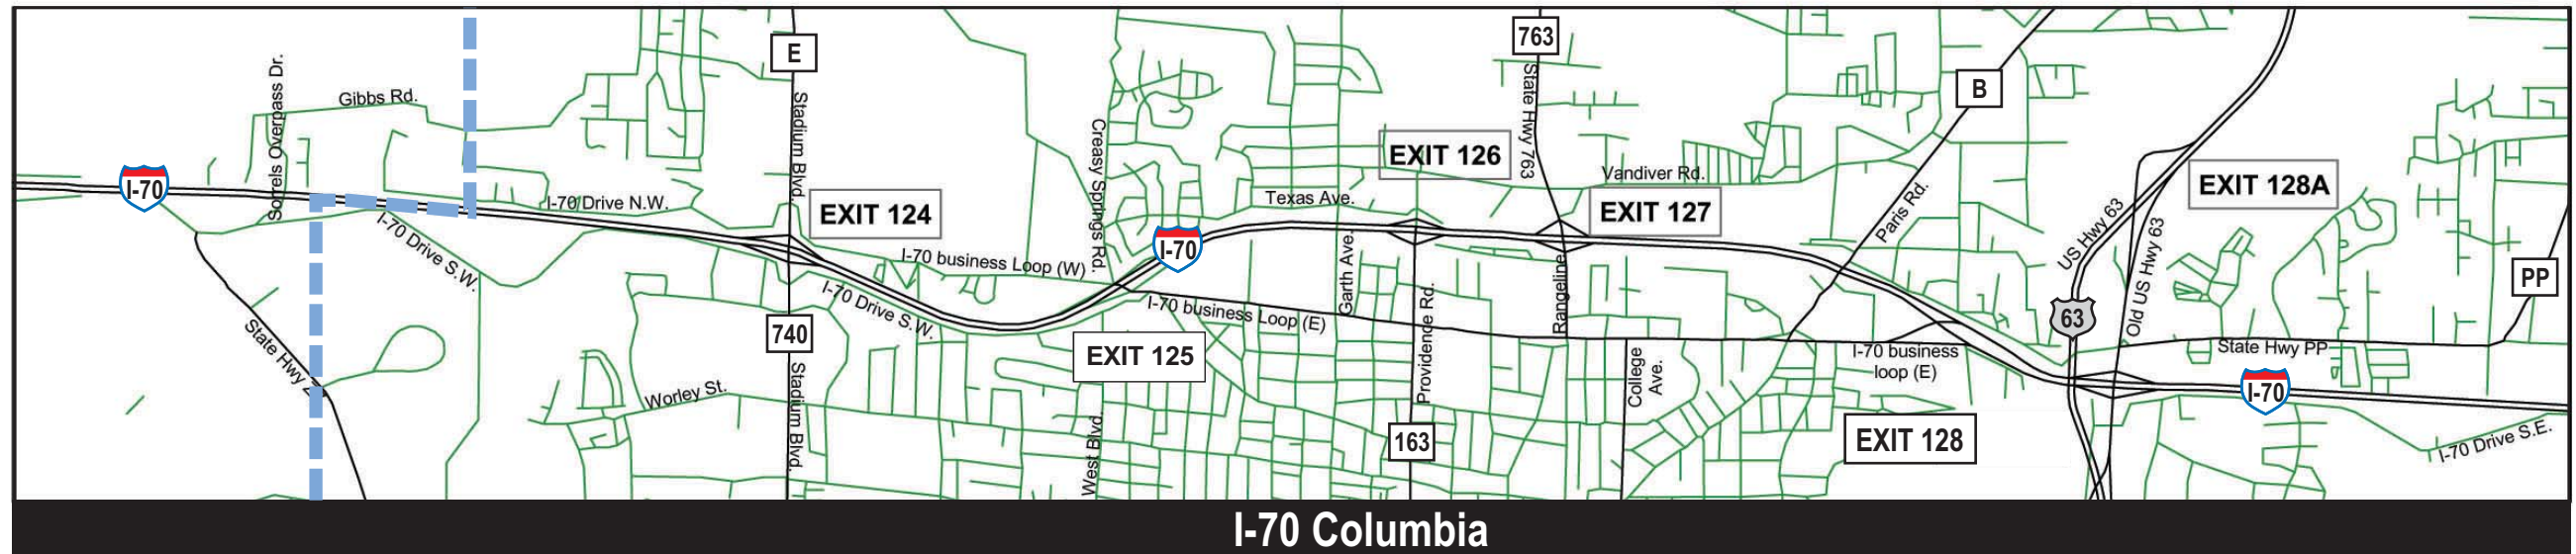 763
E
Sorrels Overpass Dr.
Gibbs Rd.
B
Stadium Blvd.
State Hwy 763
Creasy Springs Rd.
EXIT 126
Vandiver Rd.
I-70
EXIT 128A
Texas Ave.
I-70 Drive N.W.
EXIT 124
EXIT 127
Paris Rd.
US Hwy 63
I-70 Drive S.W.
I-70
I-70 business Loop (W)
Garth Ave.
Old US Hwy 63
PP
I-70 Drive S.W.
I-70 business Loop (E)
Rangeline
63
740
State Hwy
EXIT 125
Providence Rd.
I-70 business
loop (E)
State Hwy PP
College
Ave.
I-70
Worley St.
Stadium Blvd.
West Blvd.
163
EXIT 128
I-70 Drive S.E.
I-70 Columbia